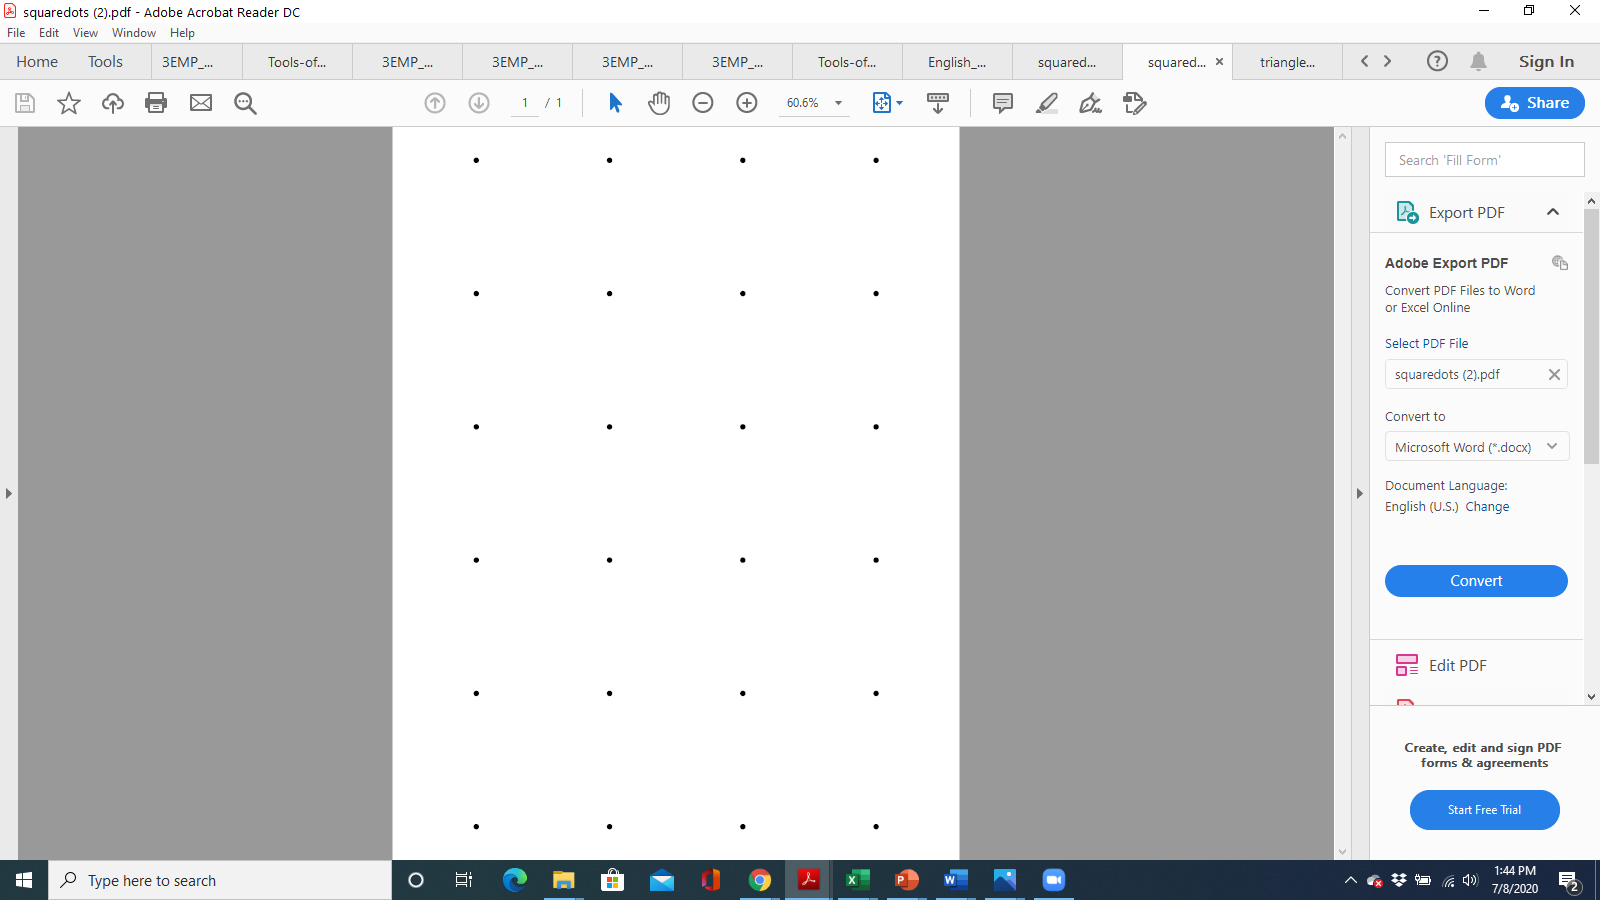 squaredots (2).pdf - Adobe Acrobat Reader DC
File Edit View Window Help
Home Tools 3EMP_... Tools-of... 3EMP_... 3EMP_... 3EMP_... 3EMP_... Tools-of... English_... squared... squared... × triangle... Sign In
1 / 1 60.6% Share
Search 'Fill Form'
Export PDF
Adobe Export PDF
Convert PDF Files to Word
or Excel Online
Select PDF File
squaredots (2).pdf
Convert to
Microsoft Word (*.docx)
Document Language:
English (U.S.) Change
Convert
Edit PDF
Create, edit and sign PDF
forms & agreements
Start Free Trial
Type here to search
1:44 PM
7/8/2020
2